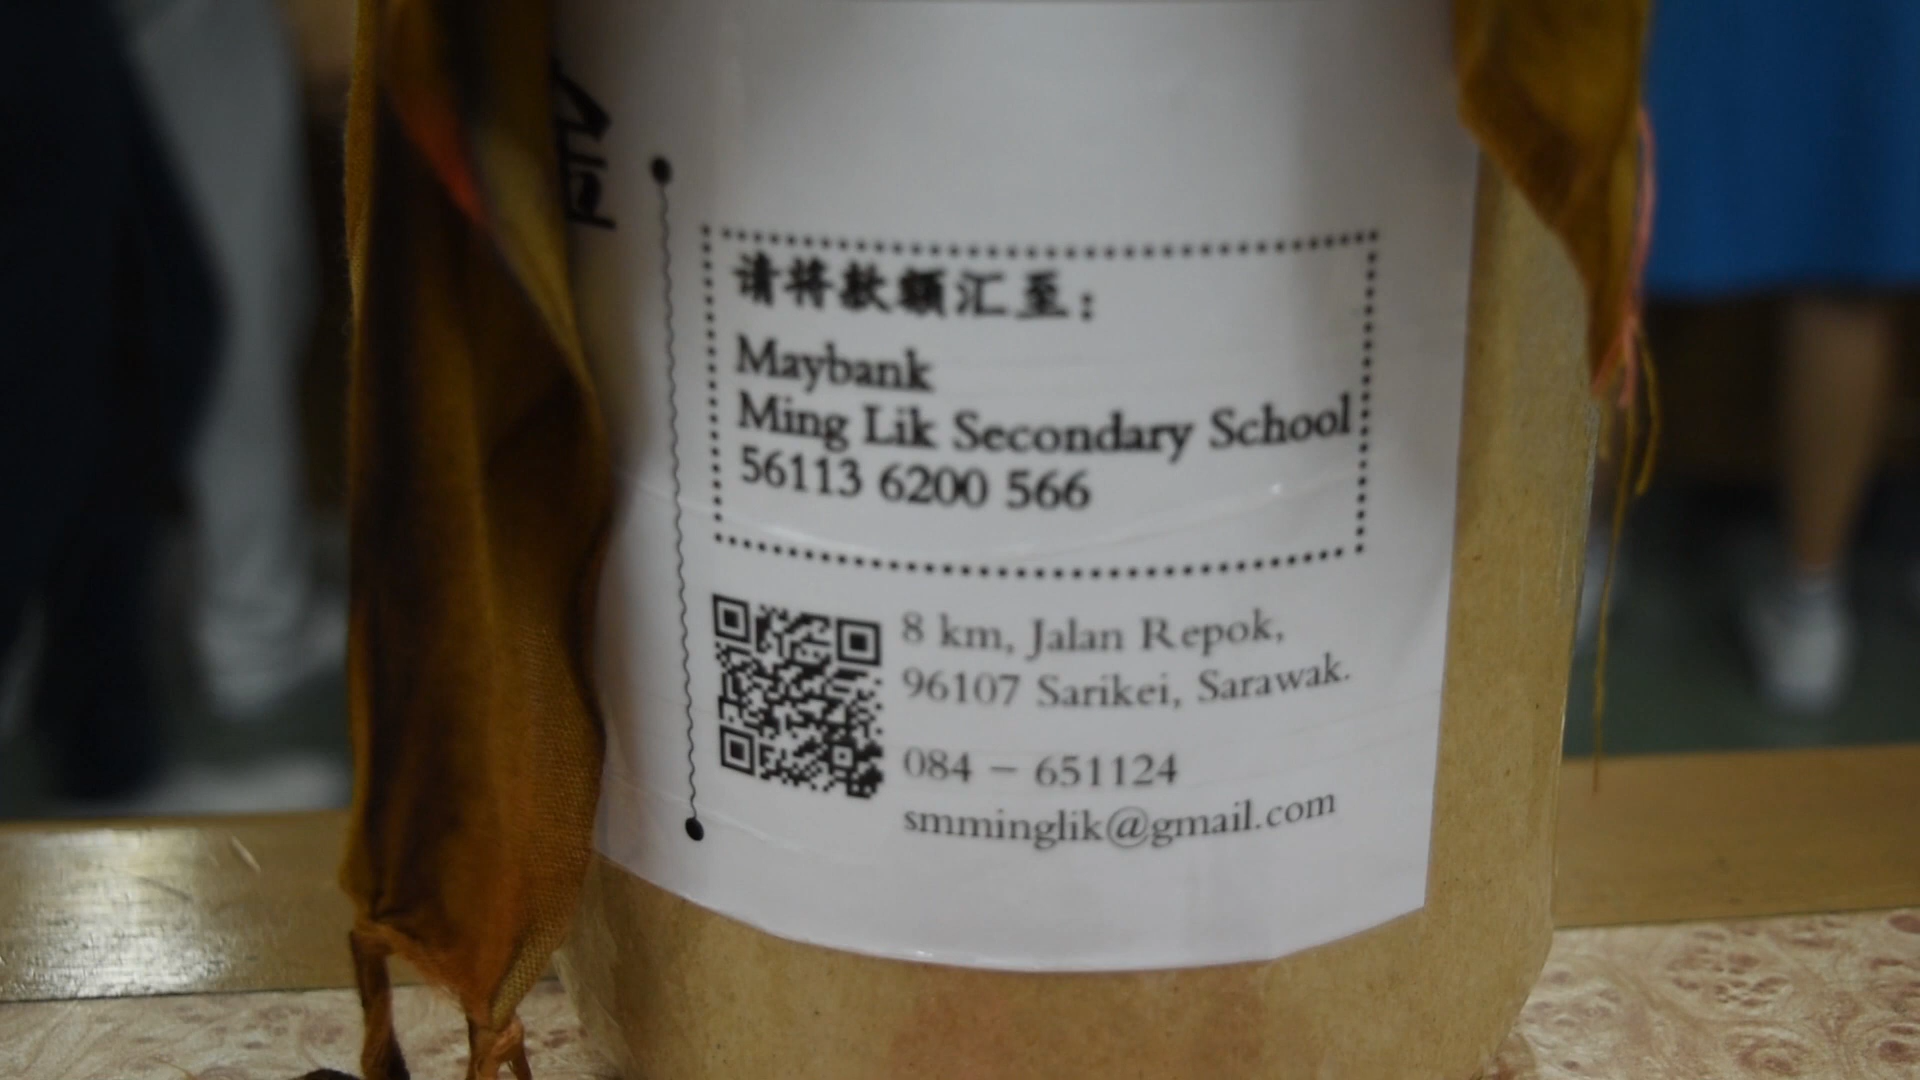 请将款额汇至：
Maybank
Ming Lik Secondary School
56113 6200 566
8 km, Jalan Repok,
96107 Sarikei, Sarawak.
084 – 651124
smminglik@gmail.com